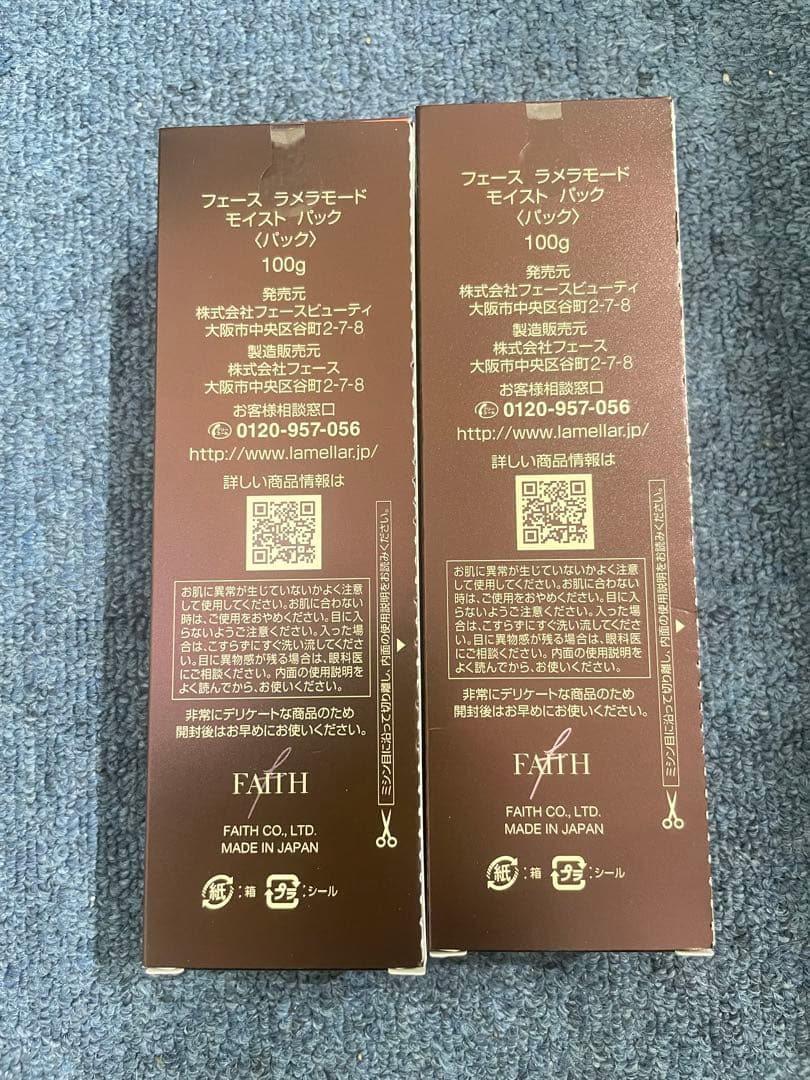 フェース ラメラモード
モイスト パック
〈パック〉
100g
発売元
株式会社フェースビューティ
大阪市中央区谷町2-7-8
製造販売元
株式会社フェース
大阪市中央区谷町2-7-8
お客様相談窓口
0120-957-056
http://www.lamellar.jp/
詳しい商品情報は
お肌に異常が生じていないかよく注意
して使用してください。お肌に合わない
時は、ご使用をおやめください。目に入
らないようご注意ください。入った場
合は、こすらずにすぐ洗い流してくださ
い。目に異物感が残る場合は、眼科医
にご相談ください。内面の使用説明を
よく読んでから、お使いください。
非常にデリケートな商品のため
開封後はお早めにお使いください。
ミシン目に沿って切り離し、内面の使用説明をお読みください。
FAITH
FAITH CO., LTD.
MADE IN JAPAN
紙:箱 プラ:シール
フェース ラメラモード
モイスト パック
〈パック〉
100g
発売元
株式会社フェースビューティ
大阪市中央区谷町2-7-8
製造販売元
株式会社フェース
大阪市中央区谷町2-7-8
お客様相談窓口
0120-957-056
http://www.lamellar.jp/
詳しい商品情報は
お肌に異常が生じていないかよく注意
して使用してください。お肌に合わない
時は、ご使用をおやめください。目に入
らないようご注意ください。入った場
合は、こすらずにすぐ洗い流してくださ
い。目に異物感が残る場合は、眼科医
にご相談ください。内面の使用説明を
よく読んでから、お使いください。
非常にデリケートな商品のため
開封後はお早めにお使いください。
ミシン目に沿って切り離し、内面の使用説明をお読みください。
FAITH
FAITH CO., LTD.
MADE IN JAPAN
紙:箱 プラ:シール